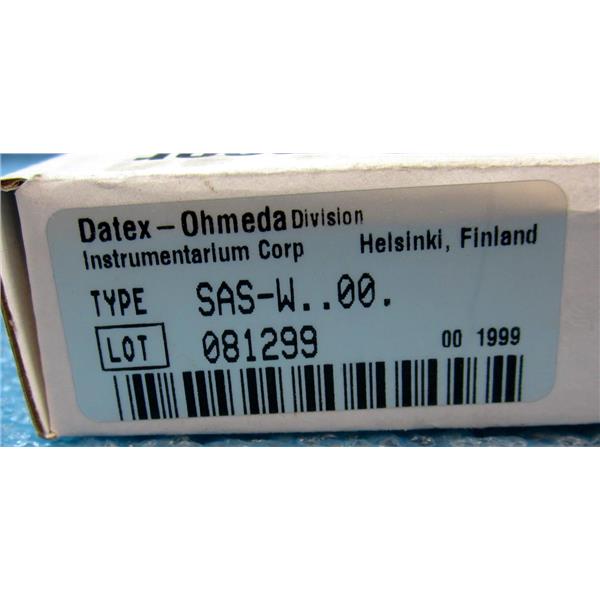 Datex-Ohmeda Division
Instrumentarium Corp Helsinki, Finland
TYPE SAS-W..00.
LOT 081299 00 1999